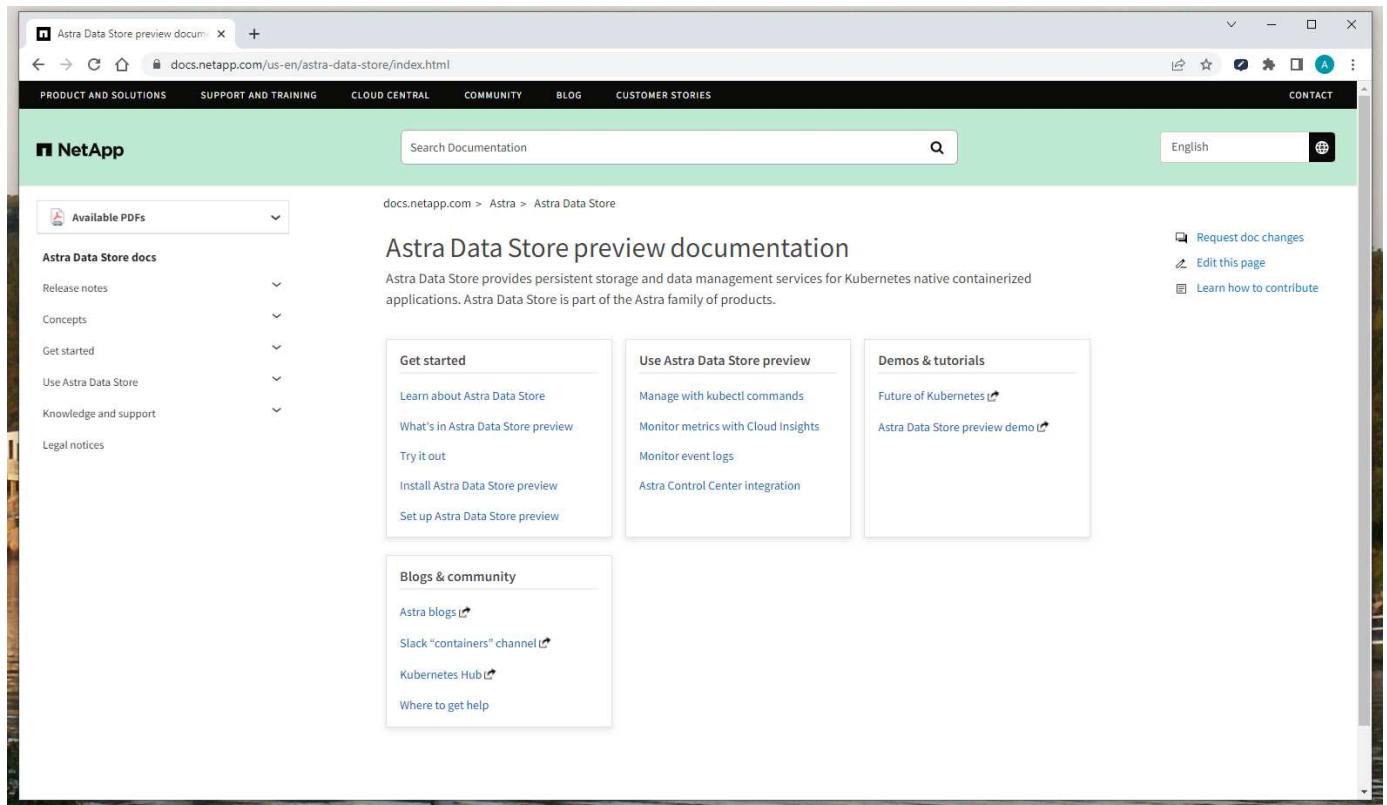 Astra Data Store preview docum
docs.netapp.com/us-en/astra-data-store/index.html
A
PRODUCT AND SOLUTIONS SUPPORT AND TRAINING CLOUD CENTRAL COMMUNITY BLOG CUSTOMER STORIES CONTACT
NetApp
Search Documentation
English
Available PDFs
Astra Data Store docs
Release notes
Concepts
Get started
Use Astra Data Store
Knowledge and support
Legal notices
docs.netapp.com > Astra > Astra Data Store
Astra Data Store preview documentation
Astra Data Store provides persistent storage and data management services for Kubernetes native containerized
applications. Astra Data Store is part of the Astra family of products.
Request doc changes
Edit this page
Learn how to contribute
Get started
Learn about Astra Data Store
What's in Astra Data Store preview
Try it out
Install Astra Data Store preview
Set up Astra Data Store preview
Use Astra Data Store preview
Manage with kubectl commands
Monitor metrics with Cloud Insights
Monitor event logs
Astra Control Center integration
Demos & tutorials
Future of Kubernetes
Astra Data Store preview demo
Blogs & community
Astra blogs
Slack “containers” channel
Kubernetes Hub
Where to get help